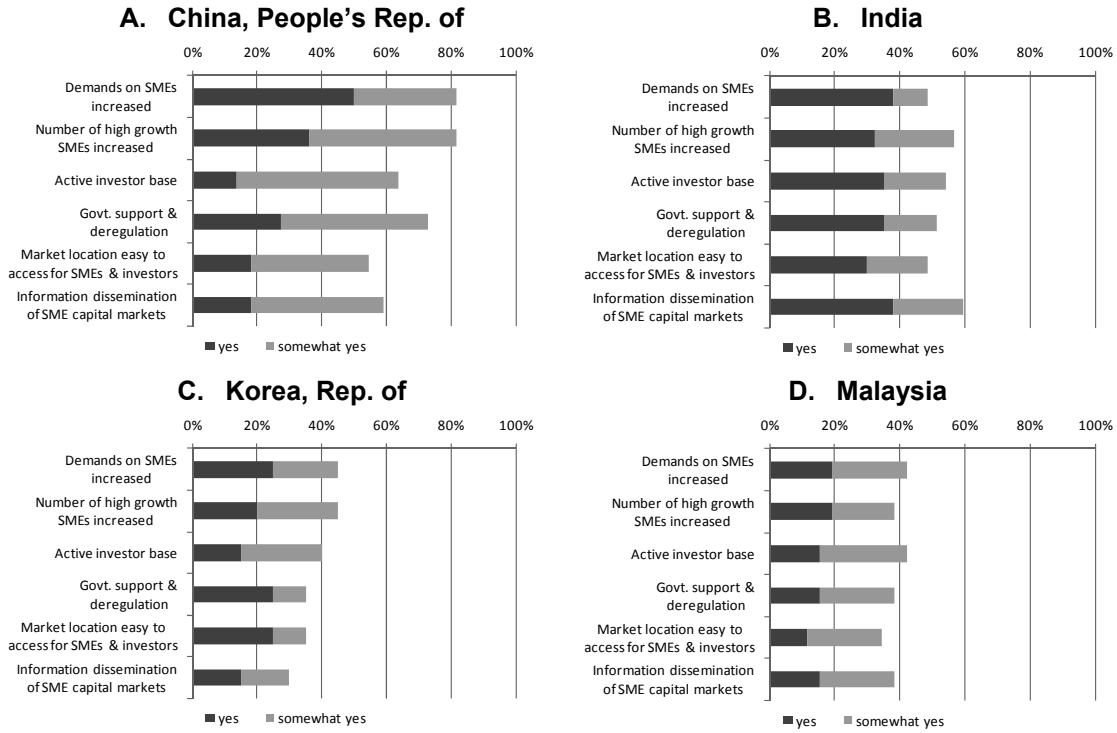 A. China, People’s Rep. of
0% 20% 40% 60% 80% 100%
Demands on SMEs
increased
Number of high growth
SMEs increased
Active investor base
Govt. support &
deregulation
Market location easy to
access for SMEs & investors
Information dissemination
of SME capital markets
yes somewhat yes
B. India
0% 20% 40% 60% 80% 100%
Demands on SMEs
increased
Number of high growth
SMEs increased
Active investor base
Govt. support &
deregulation
Market location easy to
access for SMEs & investors
Information dissemination
of SME capital markets
yes somewhat yes
C. Korea, Rep. of
0% 20% 40% 60% 80% 100%
Demands on SMEs
increased
Number of high growth
SMEs increased
Active investor base
Govt. support &
deregulation
Market location easy to
access for SMEs & investors
Information dissemination
of SME capital markets
yes somewhat yes
D. Malaysia
0% 20% 40% 60% 80% 100%
Demands on SMEs
increased
Number of high growth
SMEs increased
Active investor base
Govt. support &
deregulation
Market location easy to
access for SMEs & investors
Information dissemination
of SME capital markets
yes somewhat yes